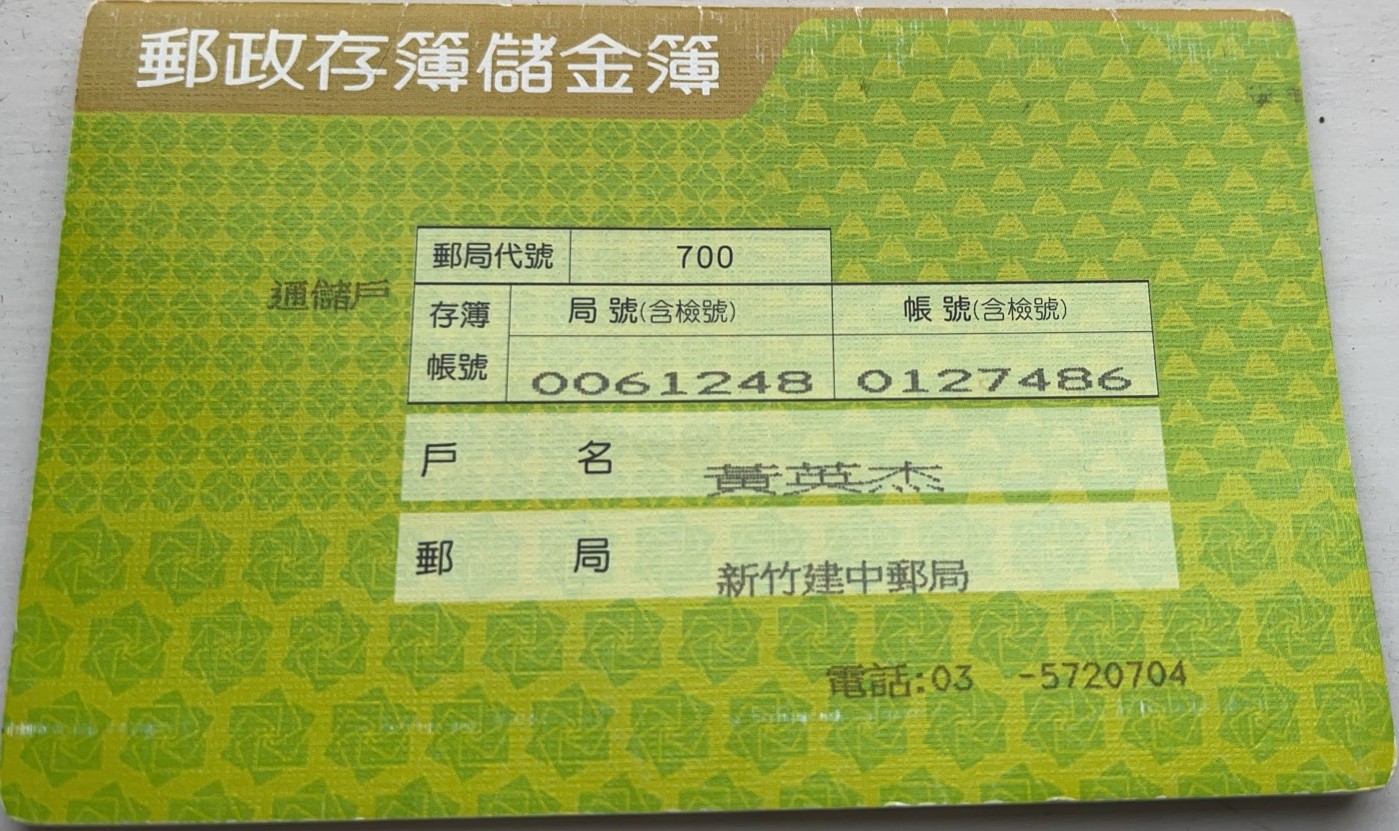 郵政存簿儲金簿
郵局代號 700
通儲戶
存簿帳號 局號(含檢號) 帳號(含檢號)
0061248 0127486
戶名 黃英杰
郵局 新竹建中郵局
電話:03 -5720704